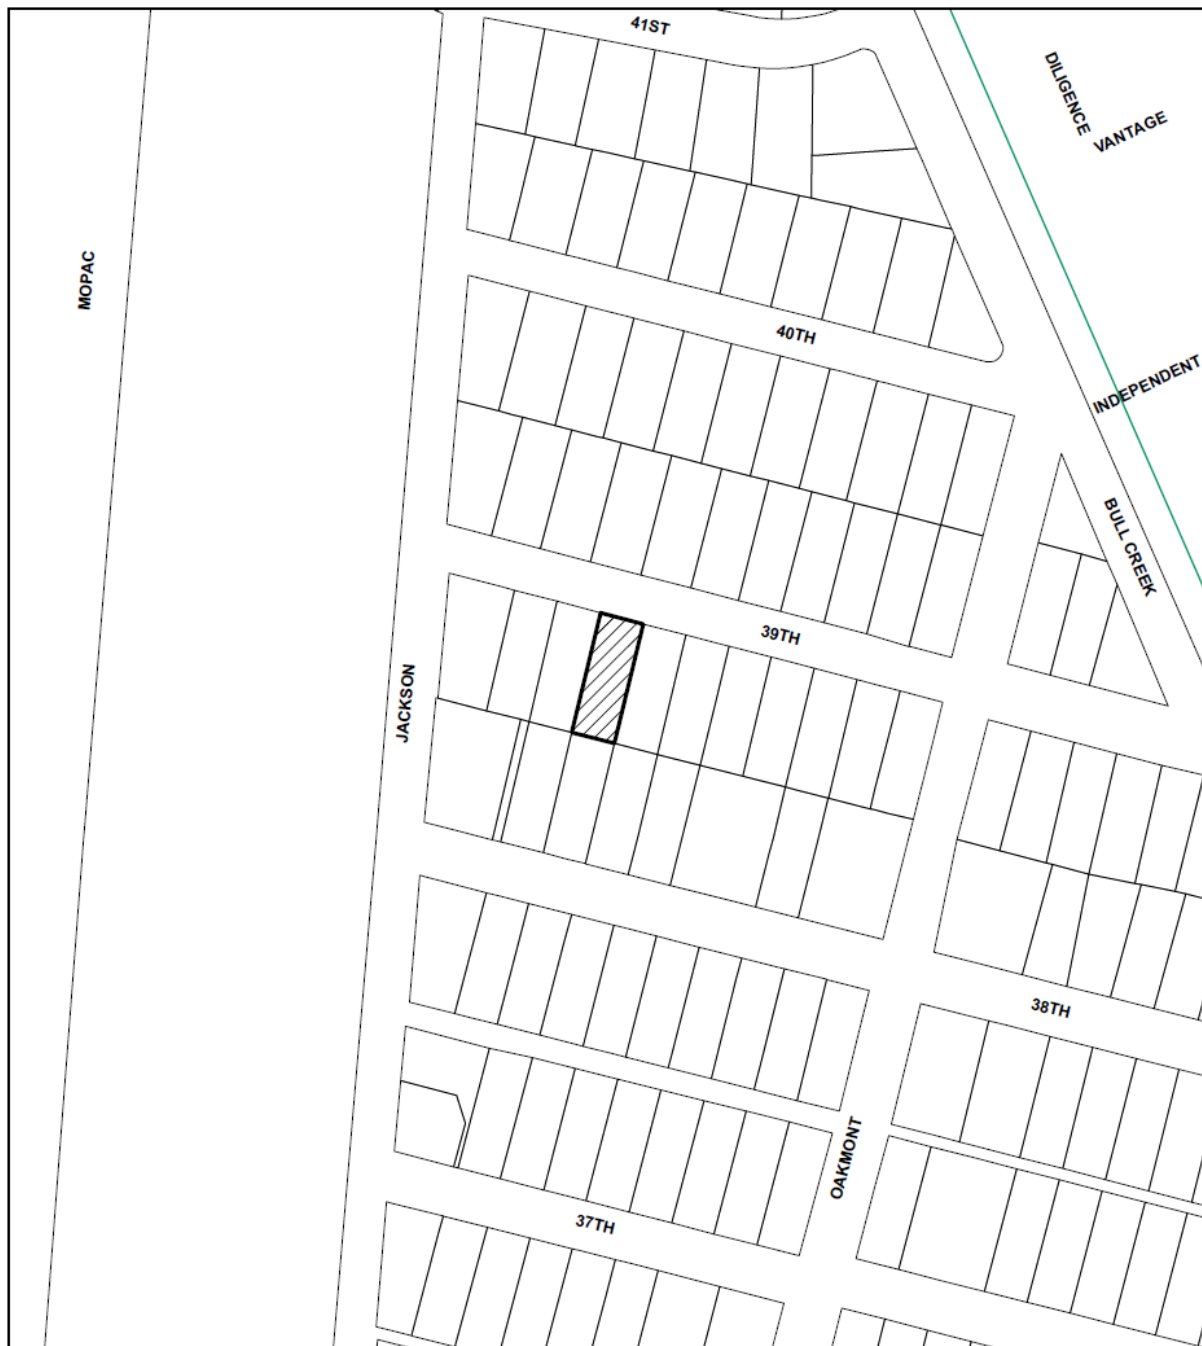 41ST
DILIGENCE
VANTAGE
MOPAC
40TH
INDEPENDENT
BULL CREEK
39TH
JACKSON
38TH
OAKMONT
37TH